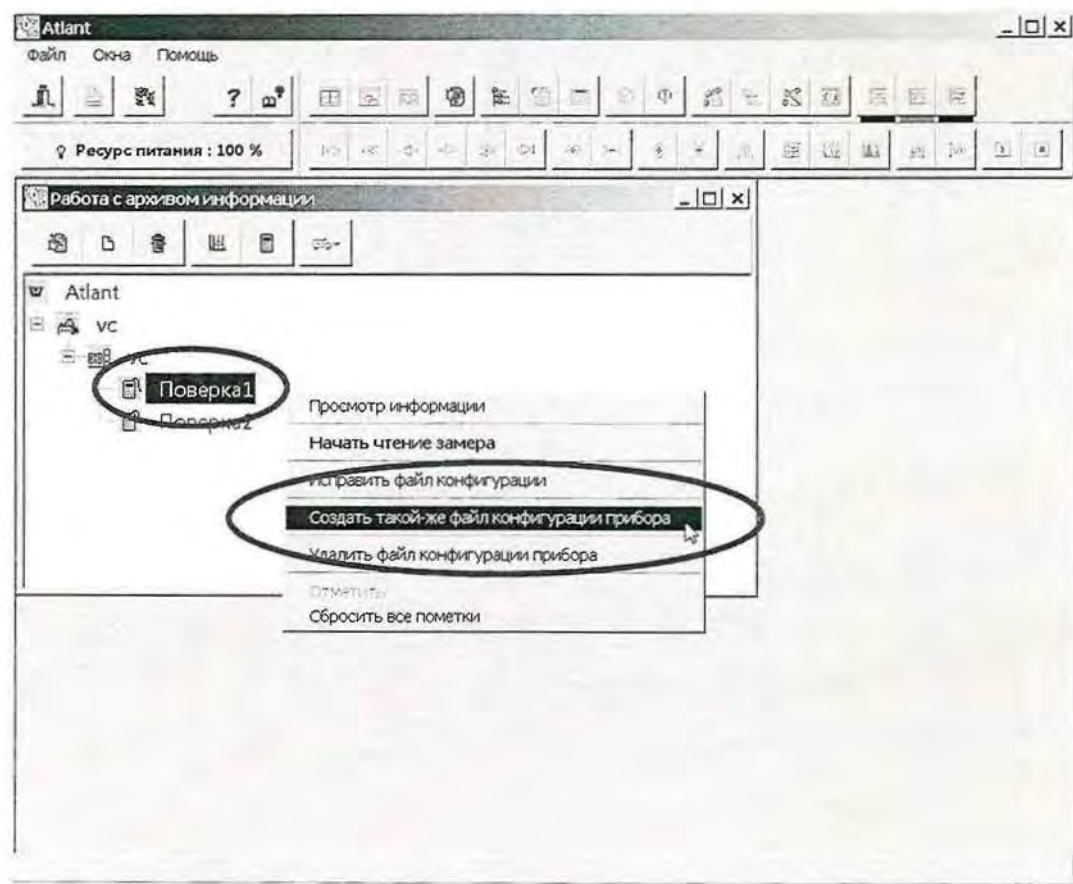 Atlant
Файл Окна Помощь
Ресурс питания : 100 %
Работа с архивом информации
Atlant
vc
vc
Поверка1
Поверка2
Просмотр информации
Начать чтение замера
Исправить файл конфигурации
Создать такой-же файл конфигурации прибора
Удалить файл конфигурации прибора
Отметить
Сбросить все пометки